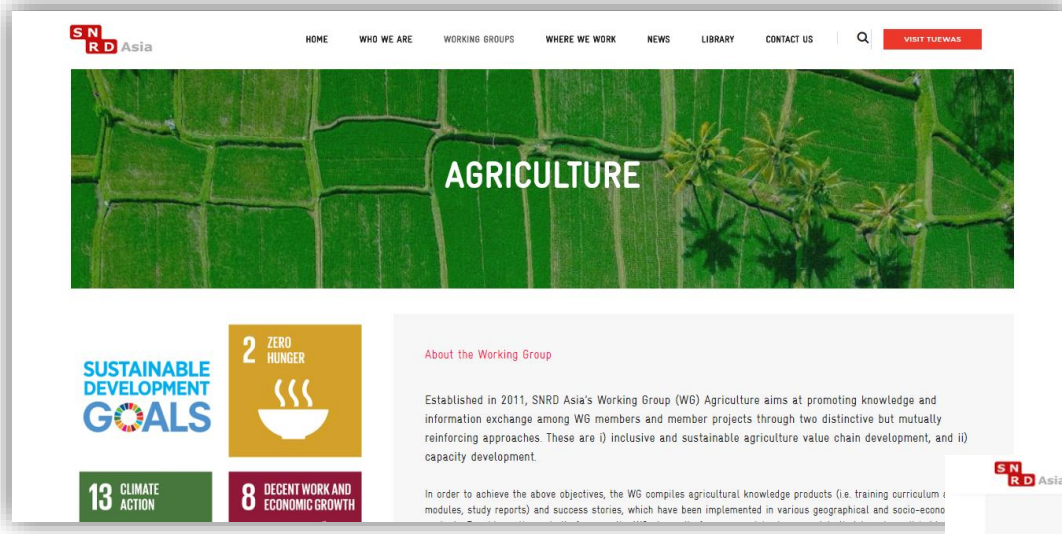 S N
R D Asia
HOME WHO WE ARE WORKING GROUPS WHERE WE WORK NEWS LIBRARY CONTACT US VISIT TUEWAS
AGRICULTURE
SUSTAINABLE
DEVELOPMENT
GOALS
2 ZERO
HUNGER
13 CLIMATE
ACTION
8 DECENT WORK AND
ECONOMIC GROWTH
About the Working Group
Established in 2011, SNRD Asia's Working Group (WG) Agriculture aims at promoting knowledge and
information exchange among WG members and member projects through two distinctive but mutually
reinforcing approaches. These are i) inclusive and sustainable agriculture value chain development, and ii)
capacity development.
In order to achieve the above objectives, the WG compiles agricultural knowledge products (i.e. training curriculum
modules, study reports) and success stories, which have been implemented in various geographical and
S N
R D Asia